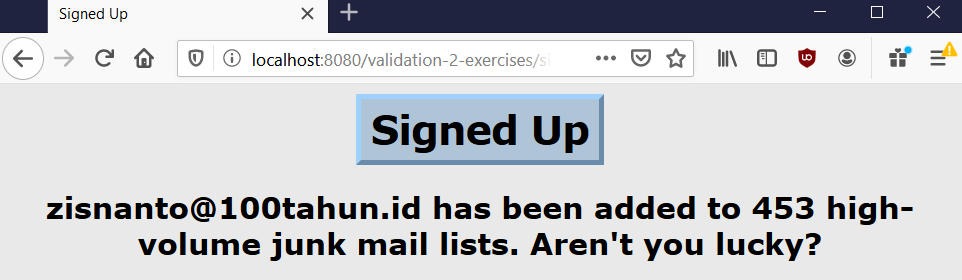 Signed Up
localhost:8080/validation-2-exercises/si
Signed Up
zisnanto@100tahun.id has been added to 453 high-
volume junk mail lists. Aren't you lucky?